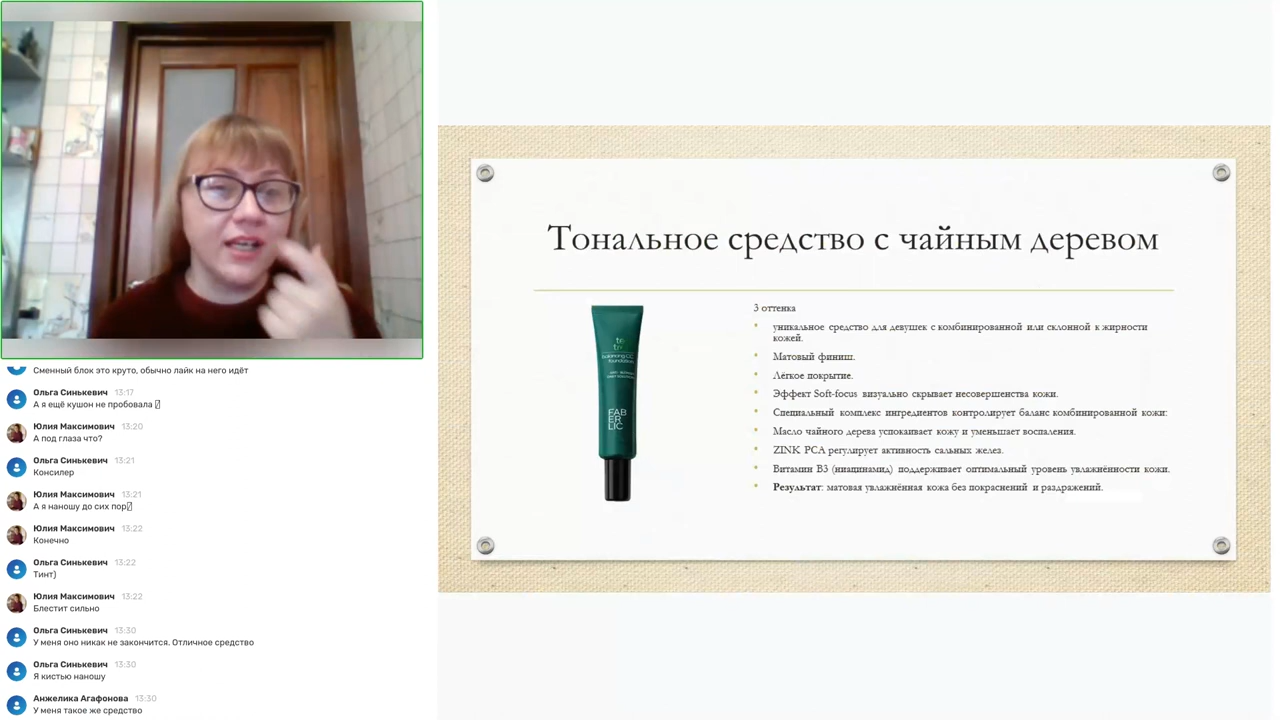 Сменный блок это круто, обычно лайк на него идёт
Ольга Синькевич 13:17
А я ещё кушон не пробовала
Юлия Максимович 13:20
А под глаза что?
Ольга Синькевич 13:21
Консилер
Юлия Максимович 13:21
А я наношу до сих пор
Юлия Максимович 13:22
Конечно
Ольга Синькевич 13:22
Тинт)
Юлия Максимович 13:22
Блестит сильно
Ольга Синькевич 13:30
У меня оно никак не закончится. Отличное средство
Ольга Синькевич 13:30
Я кистью наношу
Анжелика Агафонова 13:30
У меня такое же средство
Тональное средство с чайным деревом
3 оттенка
уникальное средство для девушек с комбинированной или склонной к жирности
кожей.
Матовый финиш.
Лёгкое покрытие.
Эффект Soft-focus визуально скрывает несовершенства кожи.
Специальный комплекс ингредиентов контролирует баланс комбинированной кожи:
Масло чайного дерева успокаивает кожу и уменьшает воспаления.
ZINK PCA регулирует активность сальных желез.
Витамин B3 (ниацинамид) поддерживает оптимальный уровень увлажнённости кожи.
Результат: матовая увлажнённая кожа без покраснений и раздражений.
balancing CC
foundation
FAB
ERL
LIC